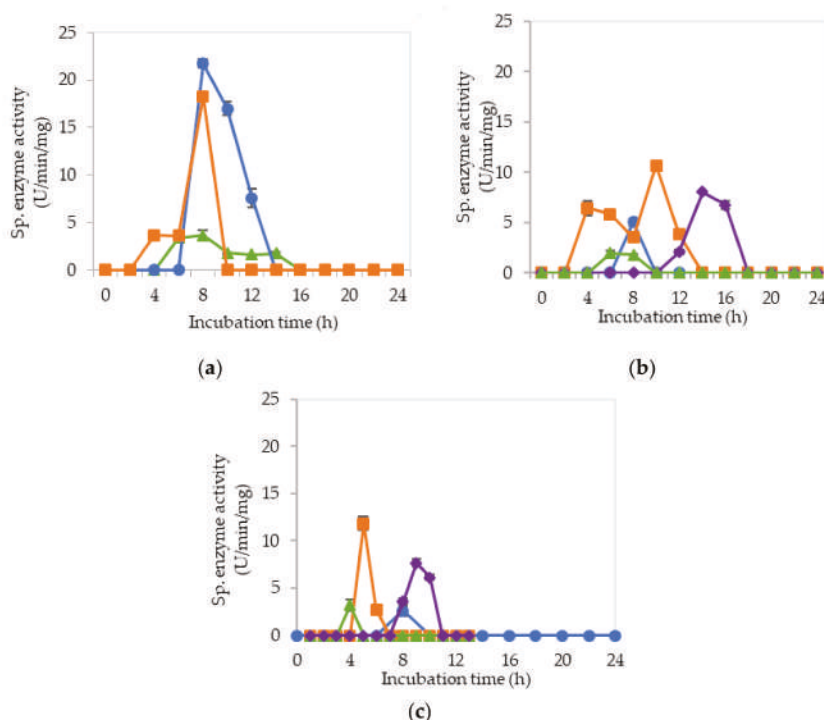 25
20
15
10
5
0
Sp. enzyme activity
(U/min/mg)
0 4 8 12 16 20 24
Incubation time (h)
(a)
25
20
15
10
5
0
Sp. enzyme activity
(U/min/mg)
0 4 8 12 16 20 24
Incubation time (h)
(b)
25
20
15
10
5
0
Sp. enzyme activity
(U/min/mg)
0 4 8 12 16 20 24
Incubation time (h)
(c)